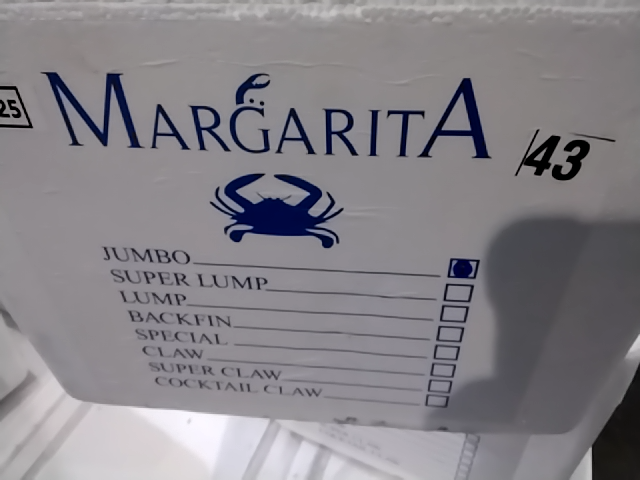 25
MARGARITA
43
JUMBO
SUPER LUMP
LUMP
BACKFIN
SPECIAL
CLAW
SUPER CLAW
COCKTAIL CLAW